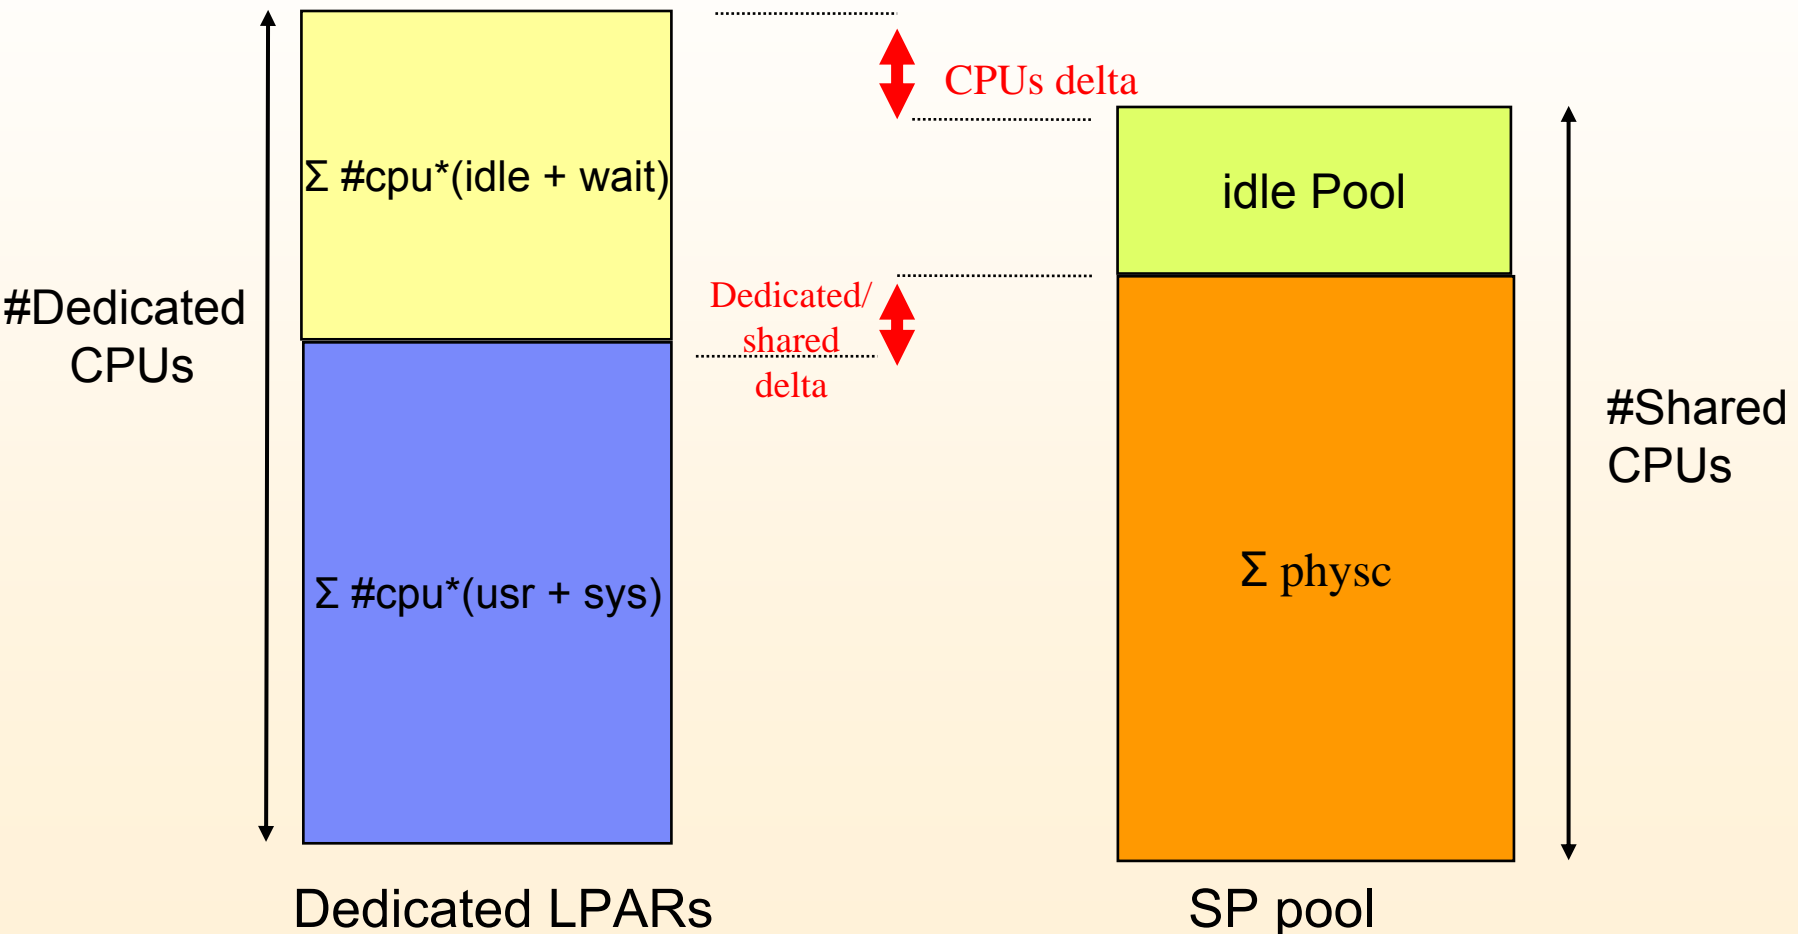 CPUs delta
Σ #cpu*(idle + wait)
idle Pool
#Dedicated
CPUs
Dedicated/
shared
delta
#Shared
CPUs
Σ #cpu*(usr + sys)
Σ physc
Dedicated LPARs
SP pool